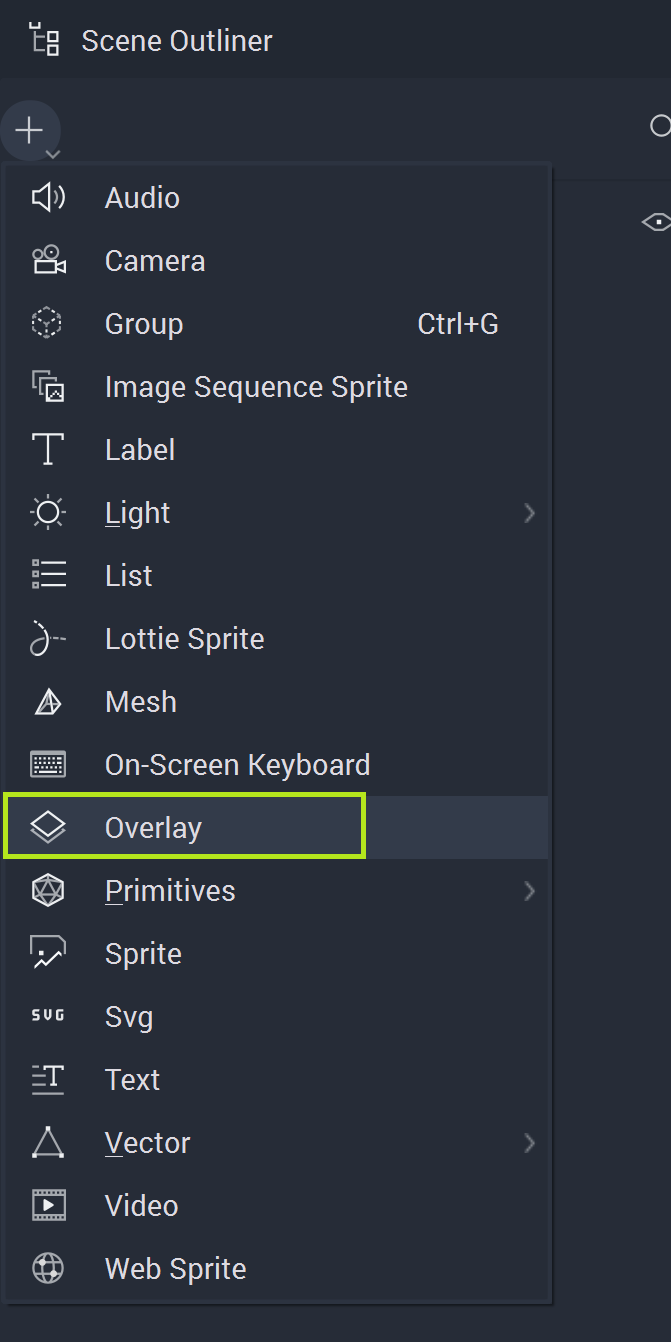 Scene Outliner
Audio
Camera
Group Ctrl+G
Image Sequence Sprite
Label
Light
List
Lottie Sprite
Mesh
On-Screen Keyboard
Overlay
Primitives
Sprite
SVG Svg
Text
Vector
Video
Web Sprite